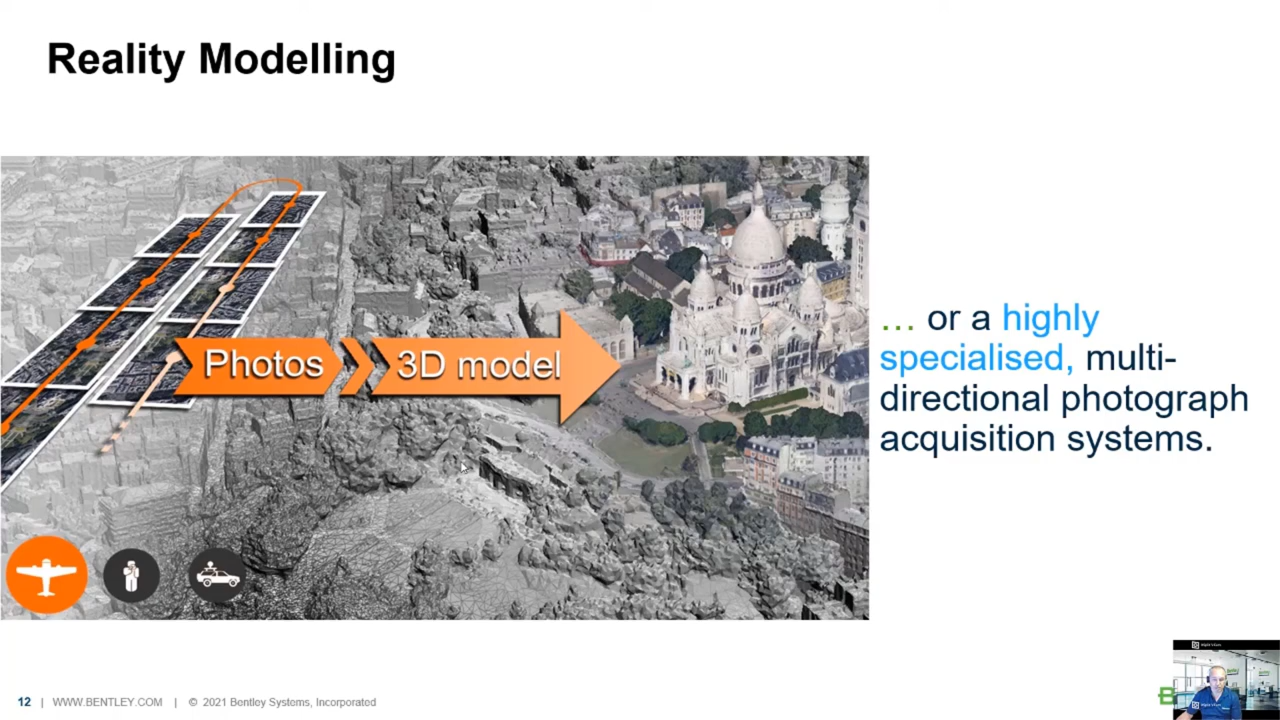 Reality Modelling
Photos
3D model
… or a highly
specialised, multi-
directional photograph
acquisition systems.
12 | WWW.BENTLEY.COM | © 2021 Bentley Systems, Incorporated